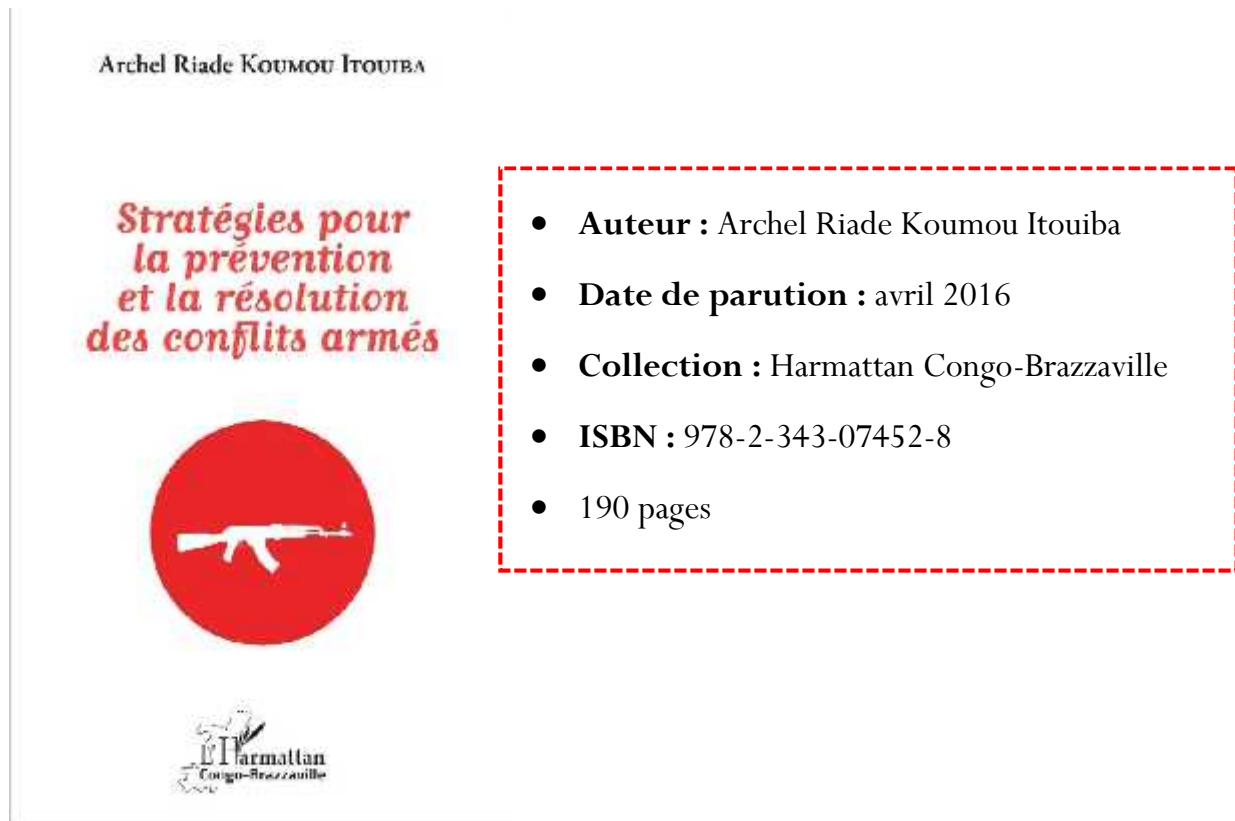 Archel Riade KOUMOU ITOUIBA
Stratégies pour
la prévention
et la résolution
des conflits armés
L'Harmattan
Congo-Brazzaville
• Auteur : Archel Riade Koumou Itouiba
• Date de parution : avril 2016
• Collection : Harmattan Congo-Brazzaville
• ISBN : 978-2-343-07452-8
• 190 pages